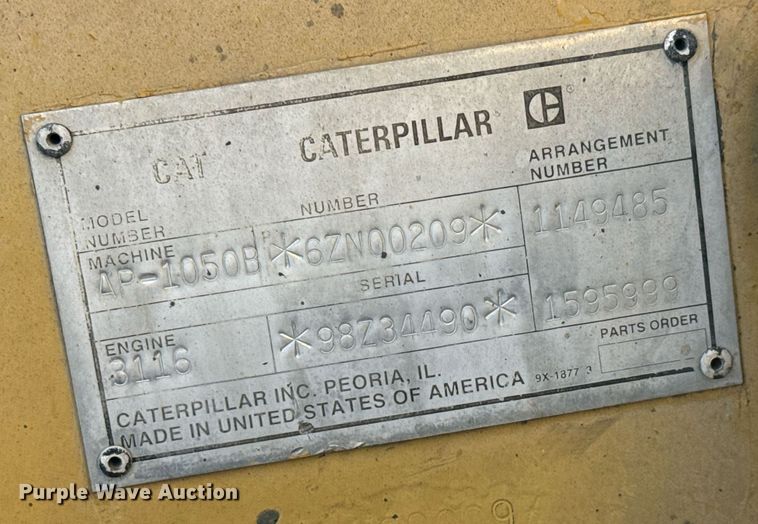 CAT CATERPILLAR
ARRANGEMENT
NUMBER
MODEL
NUMBER
NUMBER
MACHINE
AP-1050B *6ZN00209* 1149485
SERIAL
ENGINE
3116 *98Z34490* 1595999
PARTS ORDER
CATERPILLAR INC. PEORIA, IL.
MADE IN UNITED STATES OF AMERICA 9X-1877 3
Purple Wave Auction